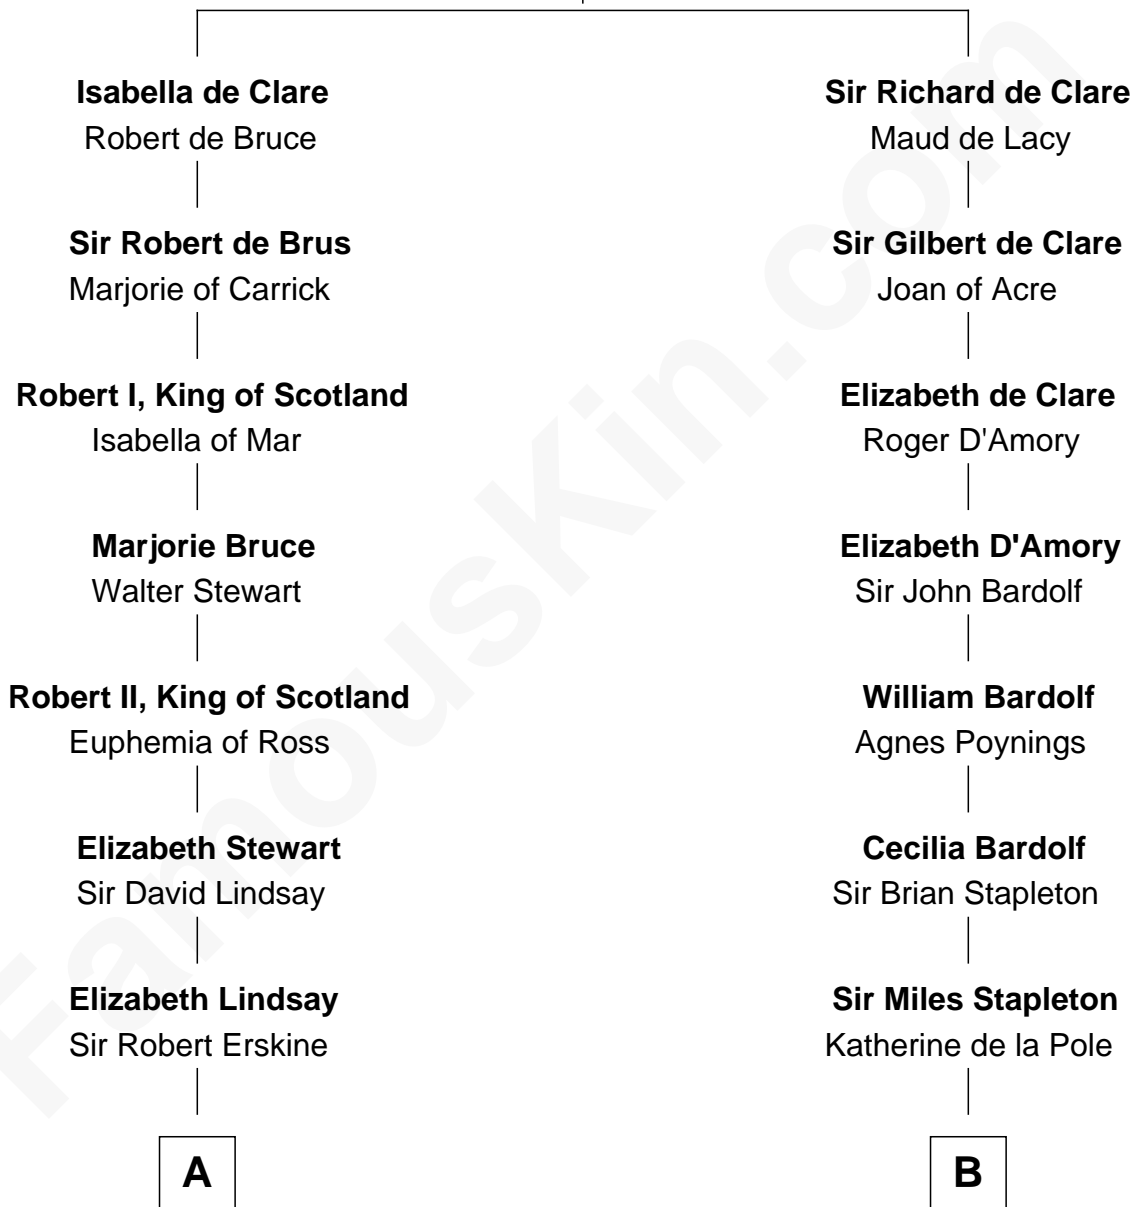 Isabella de Clare
Robert de Bruce
Sir Robert de Brus
Marjorie of Carrick
Robert I, King of Scotland
Isabella of Mar
Marjorie Bruce
Walter Stewart
Robert II, King of Scotland
Euphemia of Ross
Elizabeth Stewart
Sir David Lindsay
Elizabeth Lindsay
Sir Robert Erskine
A
Sir Richard de Clare
Maud de Lacy
Sir Gilbert de Clare
Joan of Acre
Elizabeth de Clare
Roger D'Amory
Elizabeth D'Amory
Sir John Bardolf
William Bardolf
Agnes Poynings
Cecilia Bardolf
Sir Brian Stapleton
Sir Miles Stapleton
Katherine de la Pole
B
FamousKin.com